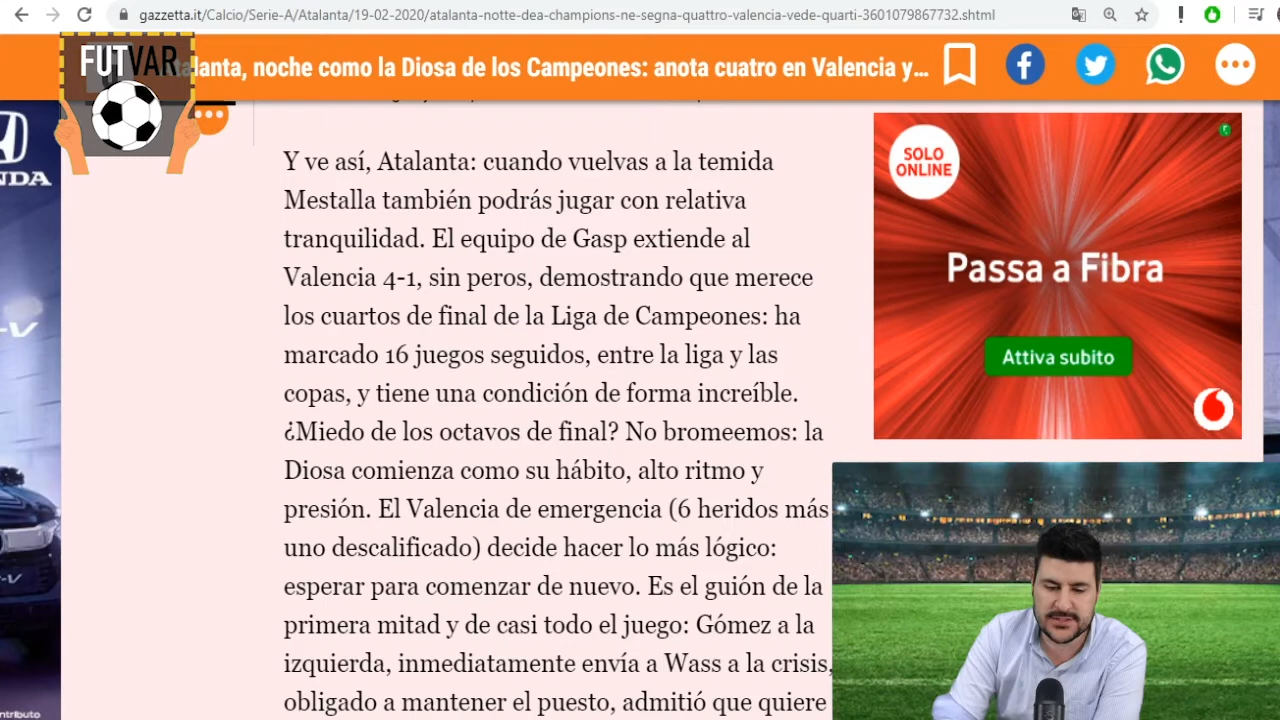 gazzetta.it/Calcio/Serie-A/Atalanta/19-02-2020/atalanta-notte-dea-champions-ne-segna-quattro-valencia-vede-quarti-3601079867732.shtml
FUTVAR
lanta, noche como la Diosa de los Campeones: anota cuatro en Valencia y...
NDA
Y ve así, Atalanta: cuando vuelvas a la temida
Mestalla también podrás jugar con relativa
tranquilidad. El equipo de Gasp extiende al
Valencia 4-1, sin peros, demostrando que merece
los cuartos de final de la Liga de Campeones: ha
marcado 16 juegos seguidos, entre la liga y las
copas, y tiene una condición de forma increíble.
¿Miedo de los octavos de final? No bromeemos: la
Diosa comienza como su hábito, alto ritmo y
presión. El Valencia de emergencia (6 heridos más
uno descalificado) decide hacer lo más lógico:
esperar para comenzar de nuevo. Es el guión de la
primera mitad y de casi todo el juego: Gómez a la
izquierda, inmediatamente envía a Wass a la crisis,
obligado a mantener el puesto, admitió que quiere
SOLO
ONLINE
Passa a Fibra
Attiva subito
-V
-V
ntributo